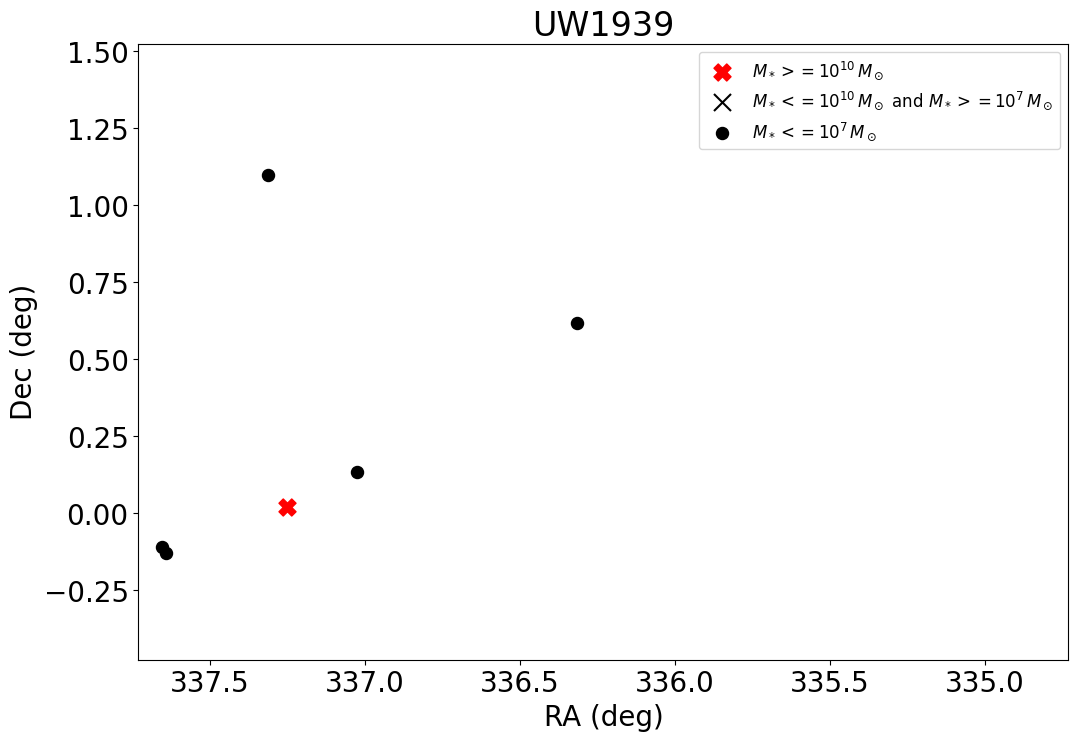 UW1939
1.50
1.25
1.00
0.75
0.50
0.25
0.00
−0.25
Dec (deg)
M* >= 10^10 M⊙
M* <= 10^10 M⊙ and M* >= 10^7 M⊙
M* <= 10^7 M⊙
337.5 337.0 336.5 336.0 335.5 335.0
RA (deg)